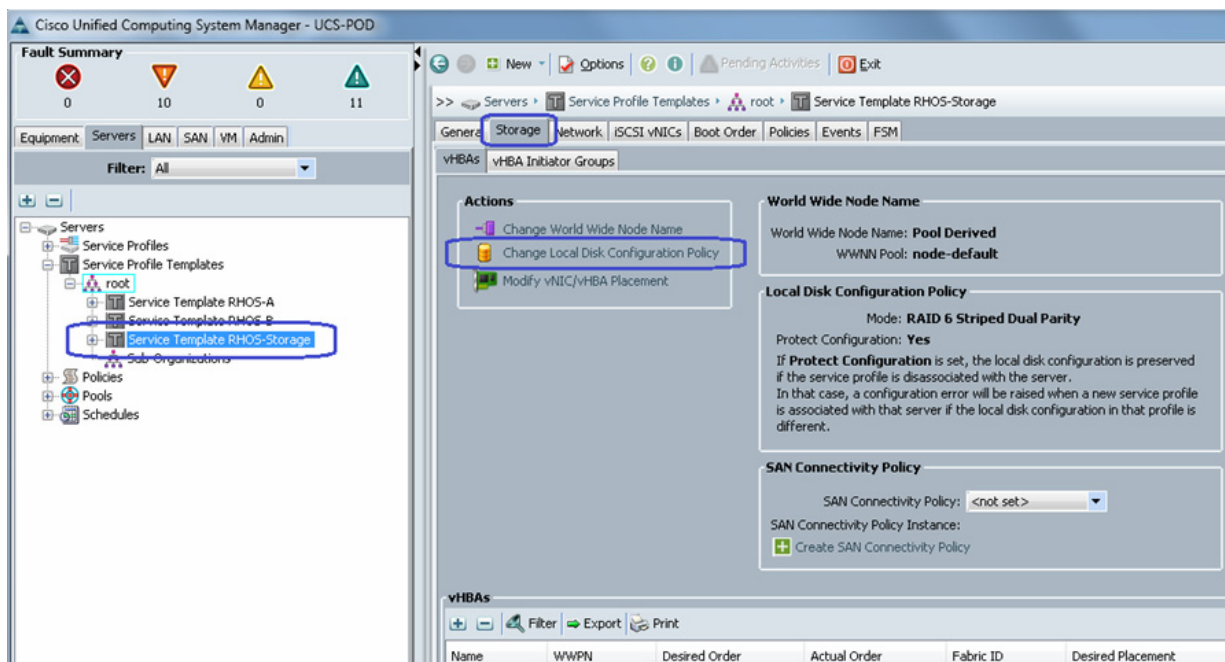 Cisco Unified Computing System Manager - UCS-POD
Fault Summary
0 10 0 11
Equipment Servers LAN SAN VM Admin
Filter: All
Servers
Service Profiles
Service Profile Templates
root
Service Template RHOS-A
Service Template RHOS-B
Service Template RHOS-Storage
Sub-Organizations
Policies
Pools
Schedules
New Options Pending Activities Exit
>> Servers Service Profile Templates root Service Template RHOS-Storage
General Storage Network iSCSI vNICs Boot Order Policies Events FSM
vHBAs vHBA Initiator Groups
Actions
Change World Wide Node Name
Change Local Disk Configuration Policy
Modify vNIC/vHBA Placement
World Wide Node Name
World Wide Node Name: Pool Derived
WWNN Pool: node-default
Local Disk Configuration Policy
Mode: RAID 6 Striped Dual Parity
Protect Configuration: Yes
If Protect Configuration is set, the local disk configuration is preserved
if the service profile is disassociated with the server.
In that case, a configuration error will be raised when a new service profile
is associated with that server if the local disk configuration in that profile is
different.
SAN Connectivity Policy
SAN Connectivity Policy: <not set>
SAN Connectivity Policy Instance:
Create SAN Connectivity Policy
vHBAs
Filter Export Print
Name WWPN Desired Order Actual Order Fabric ID Desired Placement